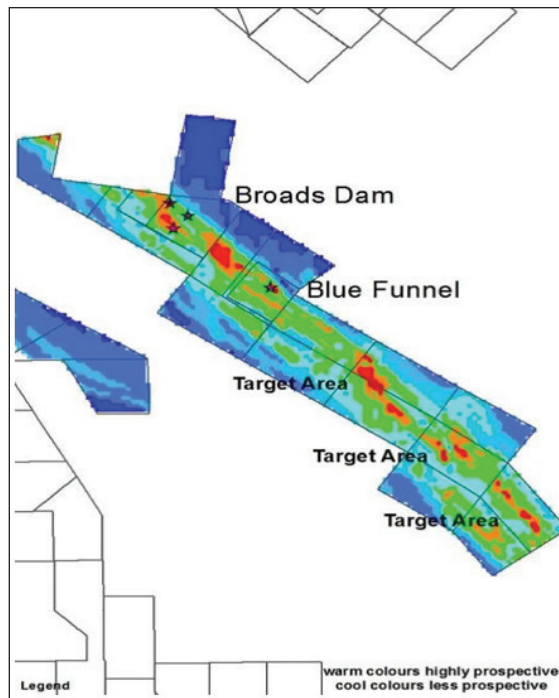 Broads Dam
Blue Funnel
Target Area
Target Area
Target Area
Legend
warm colours highly prospective
cool colours less prospective